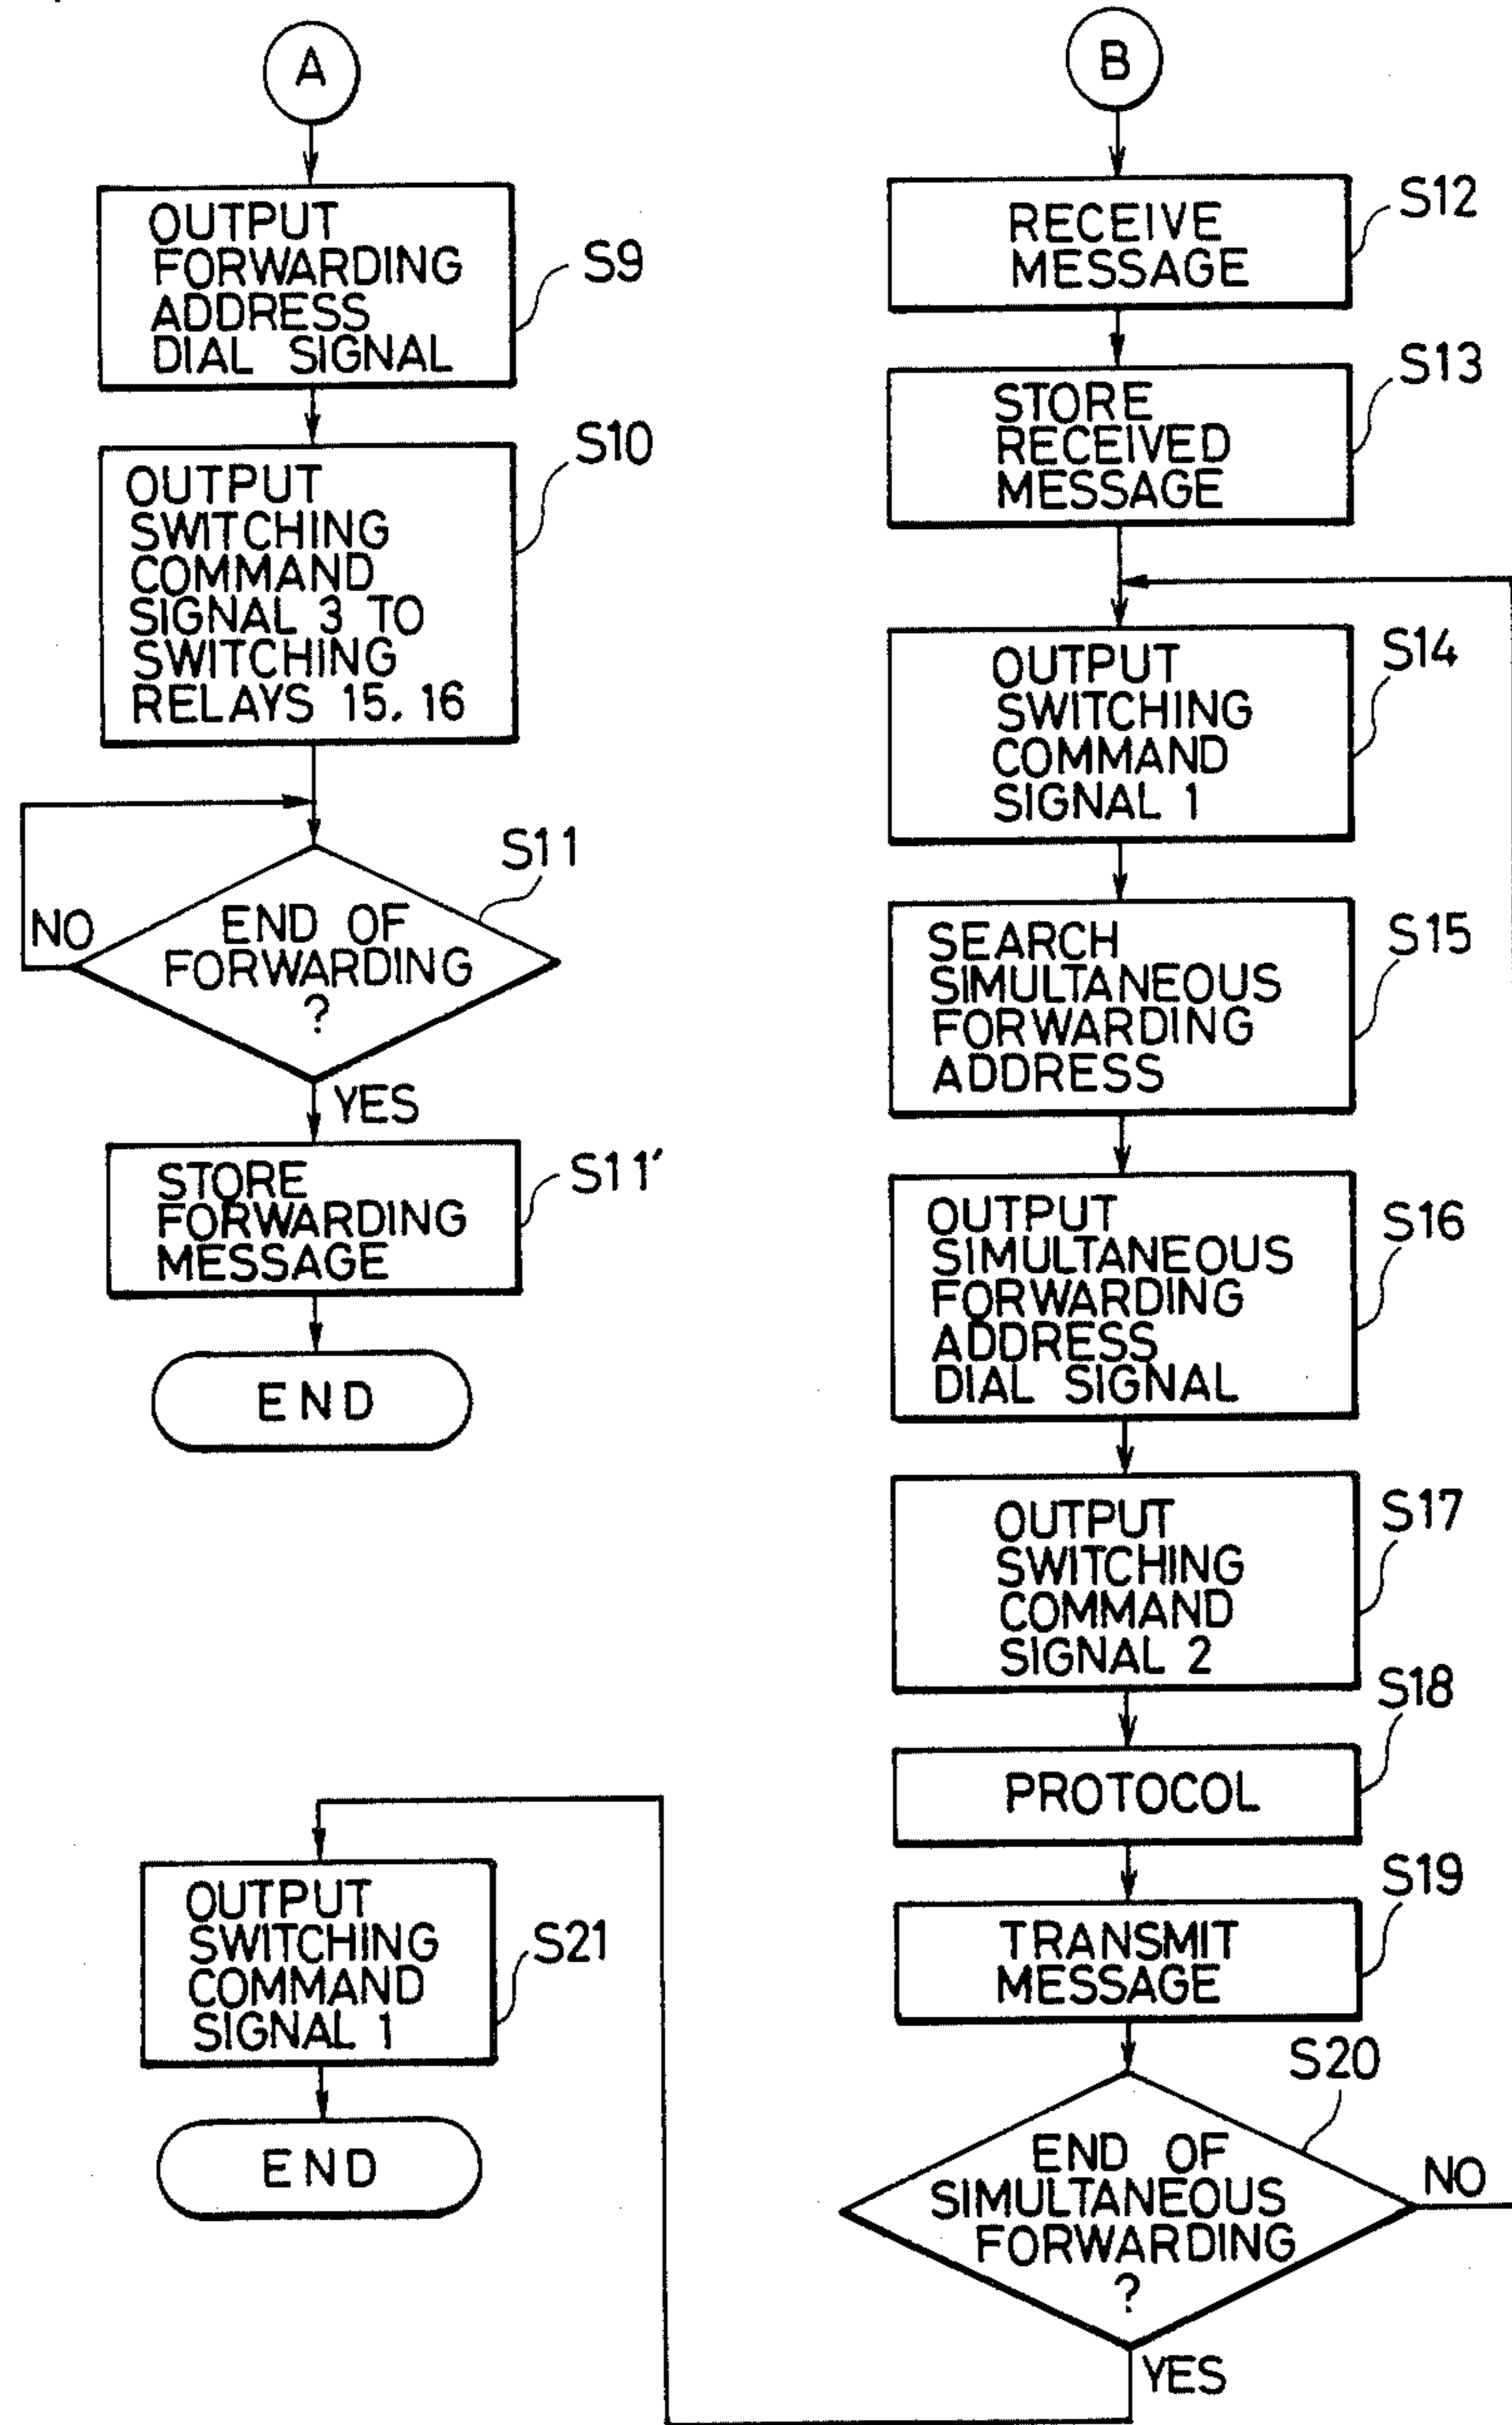 A
OUTPUT
FORWARDING
ADDRESS
DIAL SIGNAL
S9
OUTPUT
SWITCHING
COMMAND
SIGNAL 3 TO
SWITCHING
RELAYS 15, 16
S10
END OF
FORWARDING
?
S11
NO
YES
STORE
FORWARDING
MESSAGE
S11'
END
B
RECEIVE
MESSAGE
S12
STORE
RECEIVED
MESSAGE
S13
OUTPUT
SWITCHING
COMMAND
SIGNAL 1
S14
SEARCH
SIMULTANEOUS
FORWARDING
ADDRESS
S15
OUTPUT
SIMULTANEOUS
FORWARDING
ADDRESS
DIAL SIGNAL
S16
OUTPUT
SWITCHING
COMMAND
SIGNAL 2
S17
PROTOCOL
S18
TRANSMIT
MESSAGE
S19
END OF
SIMULTANEOUS
FORWARDING
?
S20
NO
YES
OUTPUT
SWITCHING
COMMAND
SIGNAL 1
S21
END